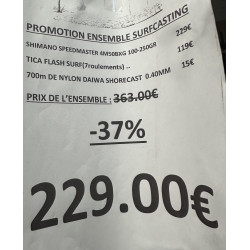 PROMOTION ENSEMBLE SURFCASTING
SHIMANO SPEEDMASTER 4M50BXG 100-250GR 229€
TICA FLASH SURF(7roulements) -- 119€
700m DE NYLON DAIWA SHORECAST 0.40MM 15€
PRIX DE L'ENSEMBLE : 363.00€
-37%
229.00€